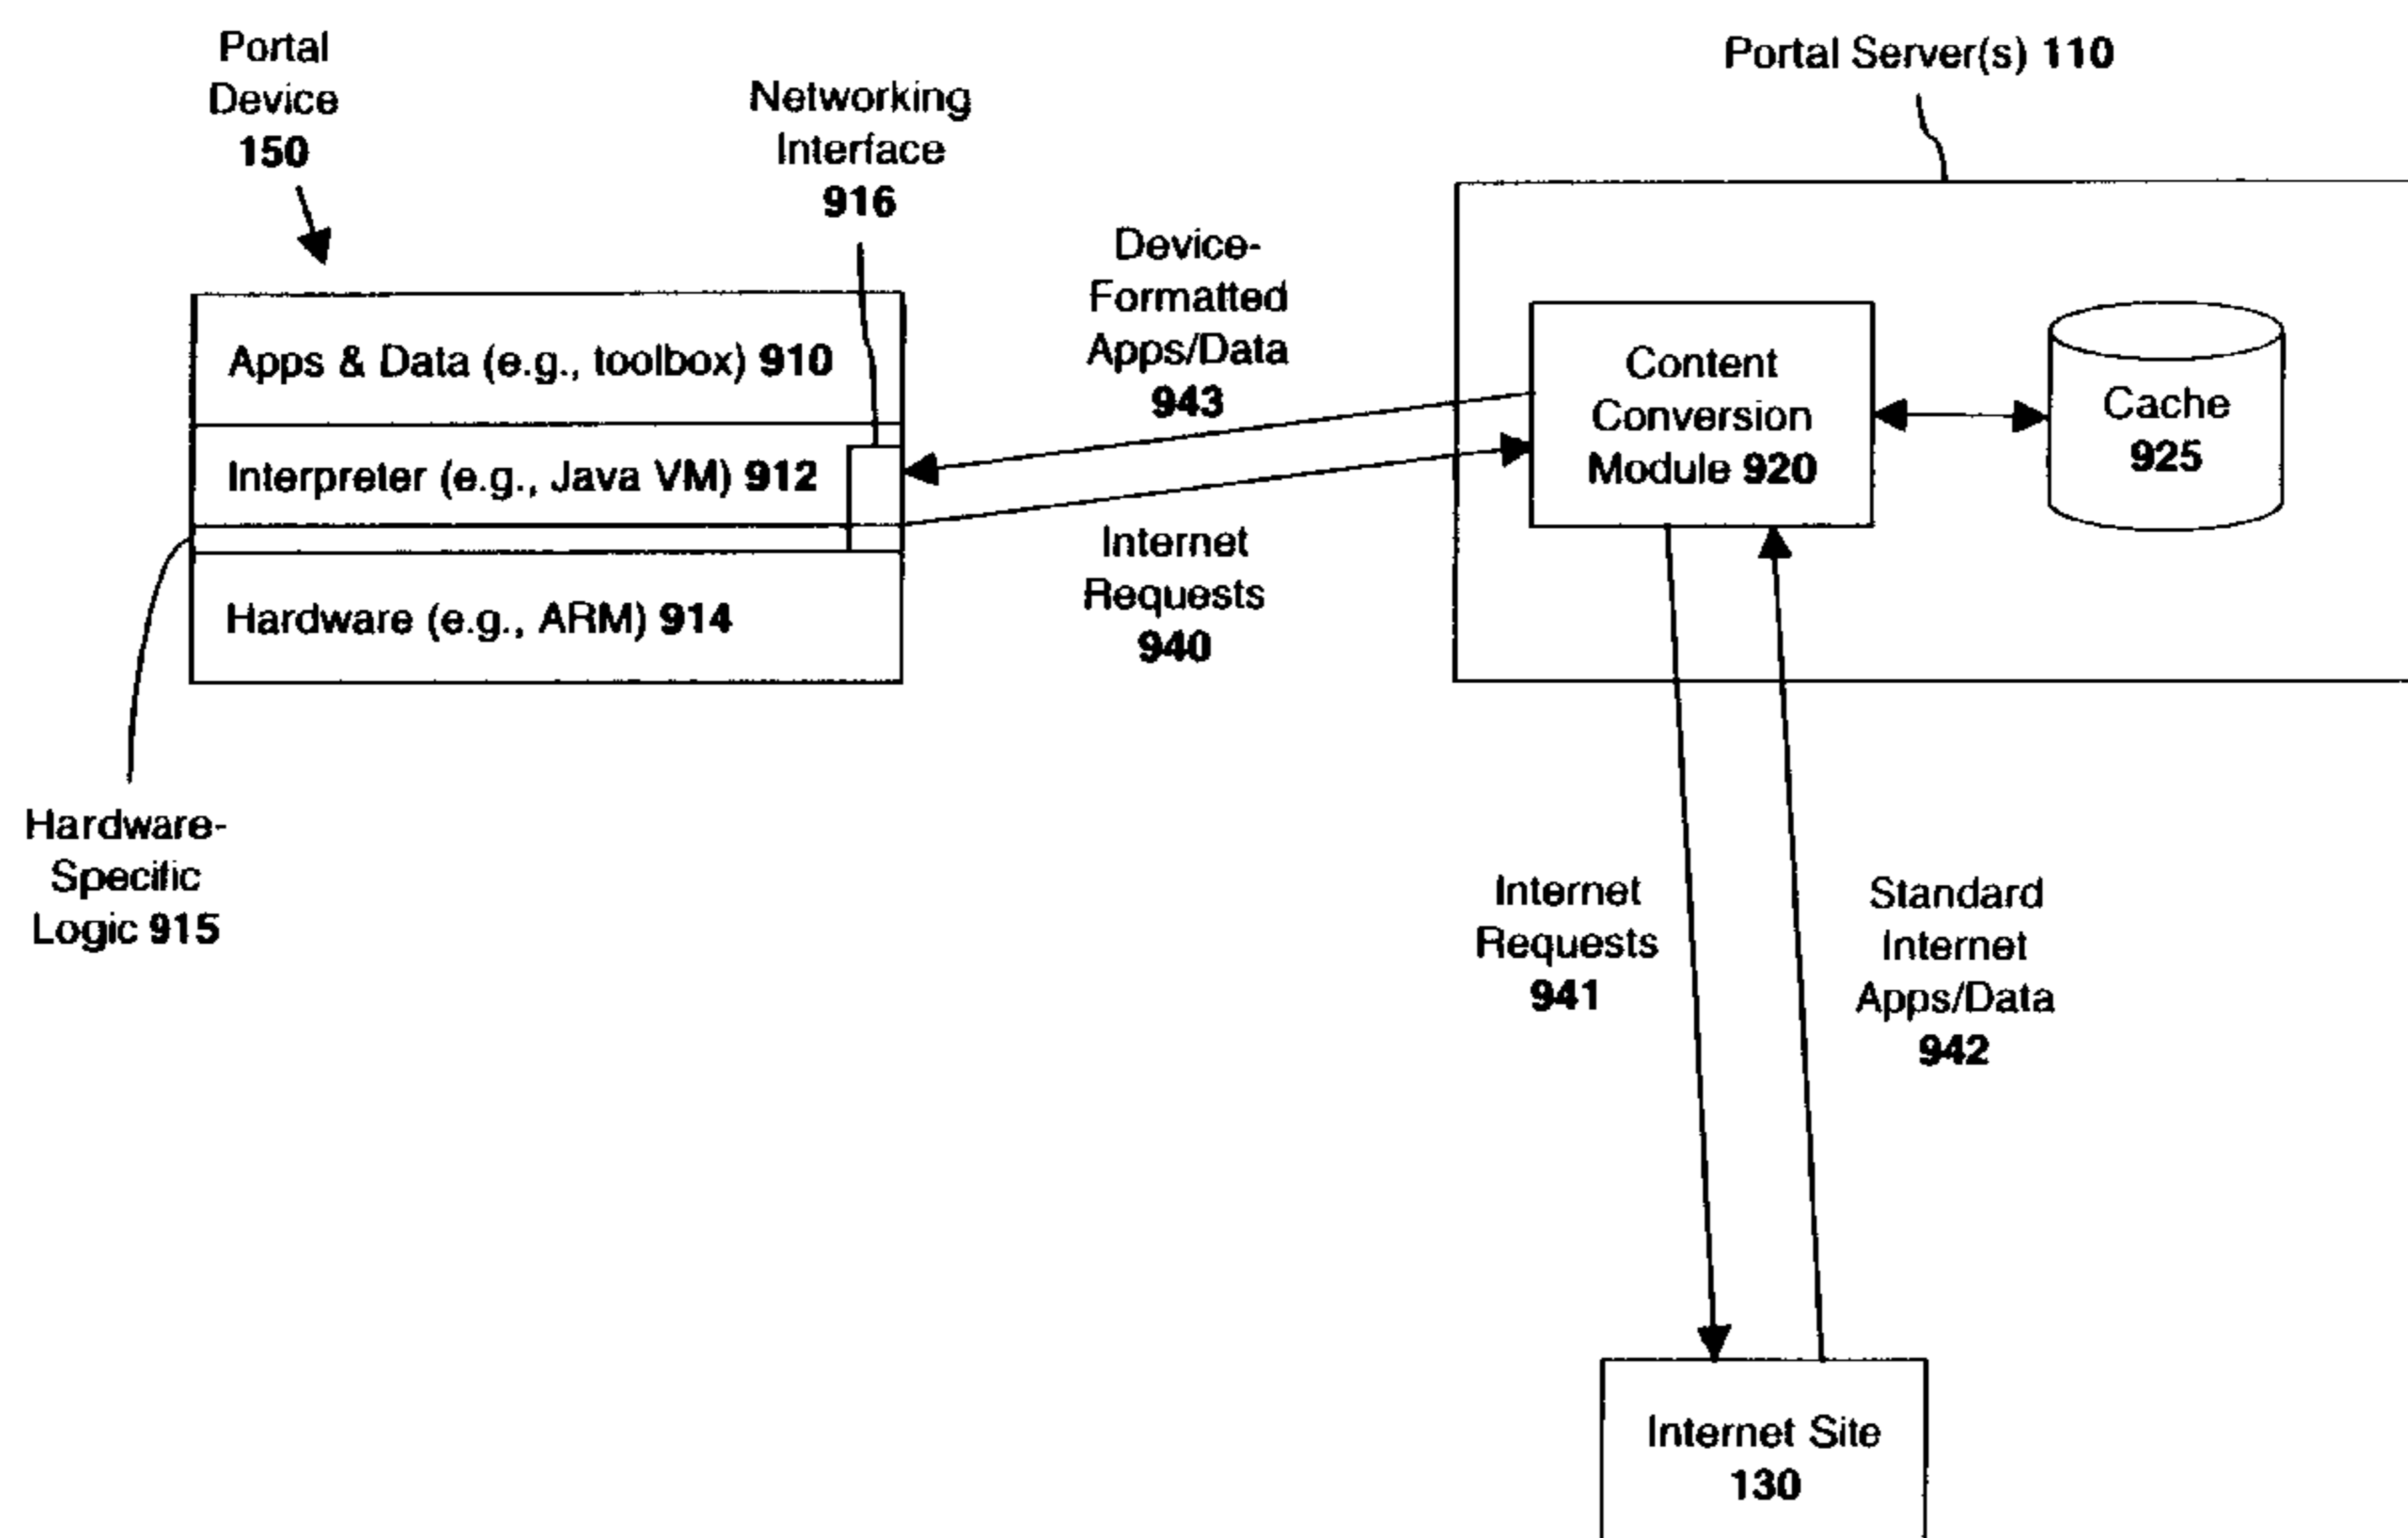 Portal
Device
150
Networking
Interface
916
Portal Server(s) 110
Device-
Formatted
Apps/Data
943
Apps & Data (e.g., toolbox) 910
Interpreter (e.g., Java VM) 912
Hardware (e.g., ARM) 914
Content
Conversion
Module 920
Cache
925
Internet
Requests
940
Hardware-
Specific
Logic 915
Internet
Requests
941
Standard
Internet
Apps/Data
942
Internet Site
130